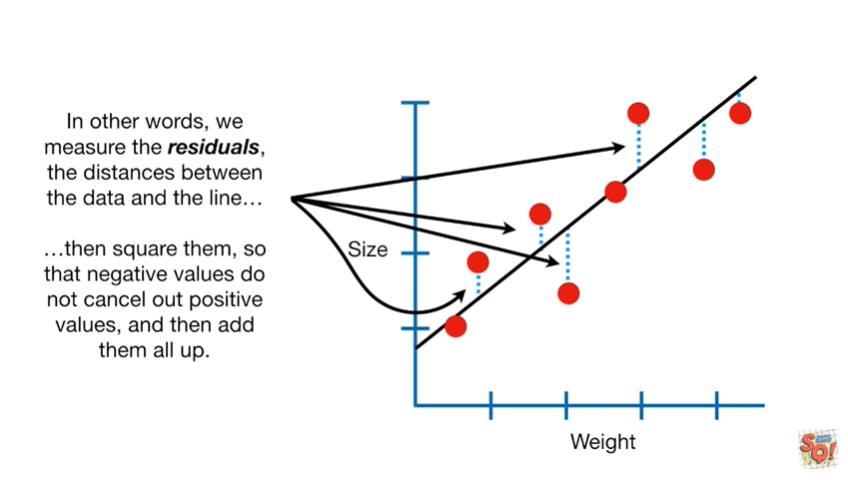 In other words, we
measure the residuals,
the distances between
the data and the line…
…then square them, so
that negative values do
not cancel out positive
values, and then add
them all up.
Size
Weight
SQ!